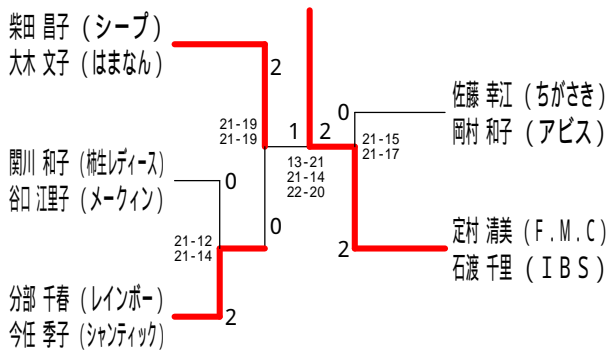 柴田 昌子 (シープ)
大木 文子 (はまなん)
2
21-19
21-19
1
2
13-21
21-14
22-20
0
佐藤 幸江 (ちがさき)
岡村 和子 (アビス)
21-15
21-17
関川 和子 (柿生レディース)
谷口 江里子 (メークィン)
0
0
21-12
21-14
2
定村 清美 (F.M.C)
石渡 千里 (IBS)
分部 千春 (レインボー)
今任 季子 (シャンティック)
2